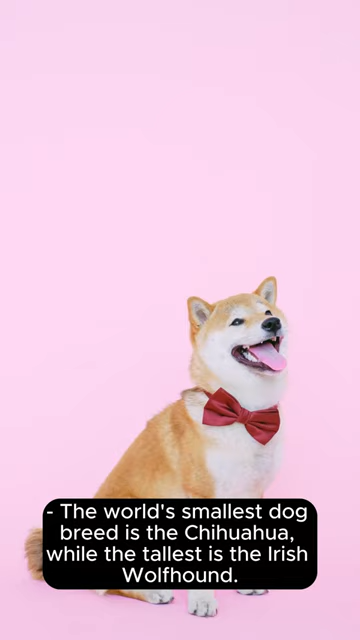 - The world's smallest dog
breed is the Chihuahua,
while the tallest is the Irish
Wolfhound.